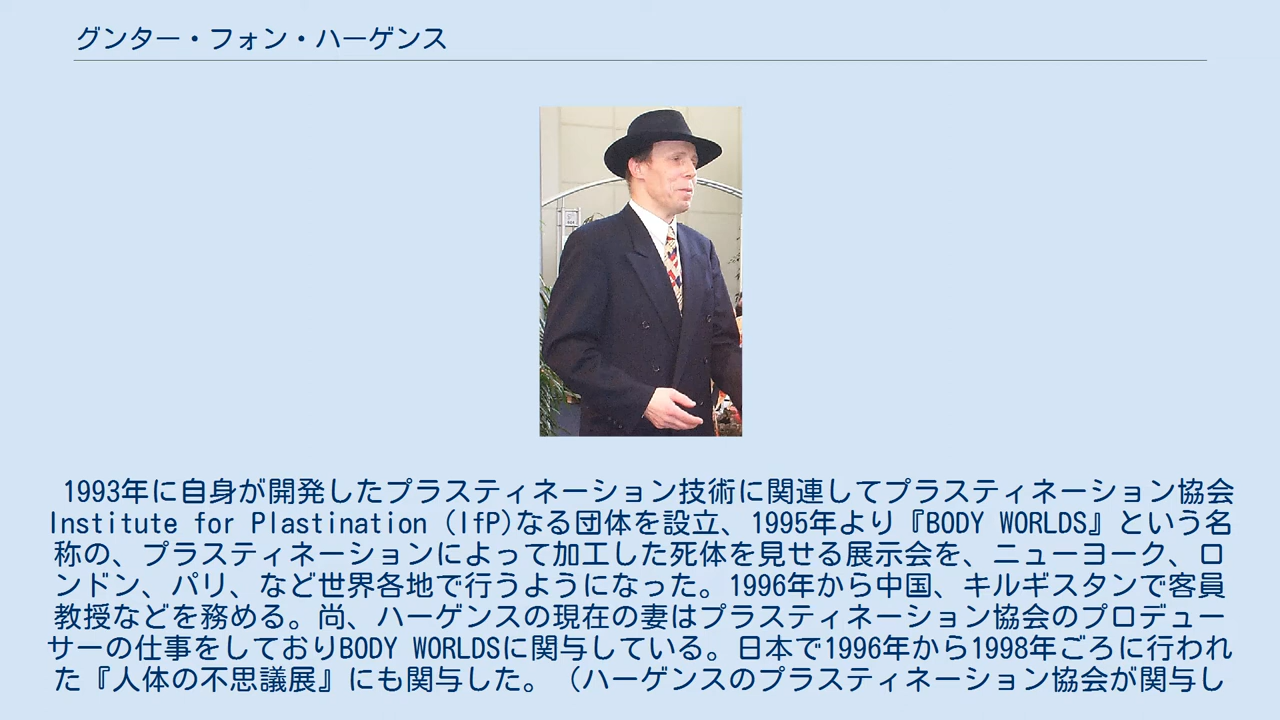 グンター・フォン・ハーゲンス
1993年に自身が開発したプラスティネーション技術に関連してプラスティネーション協会
Institute for Plastination (IfP)なる団体を設立、1995年より『BODY WORLDS』という名
称の、プラスティネーションによって加工した死体を見せる展示会を、ニューヨーク、ロ
ンドン、パリ、など世界各地で行うようになった。1996年から中国、キルギスタンで客員
教授などを務める。尚、ハーゲンスの現在の妻はプラスティネーション協会のプロデュー
サーの仕事をしておりBODY WORLDSに関与している。日本で1996年から1998年ごろに行われ
た『人体の不思議展』にも関与した。（ハーゲンスのプラスティネーション協会が関与し